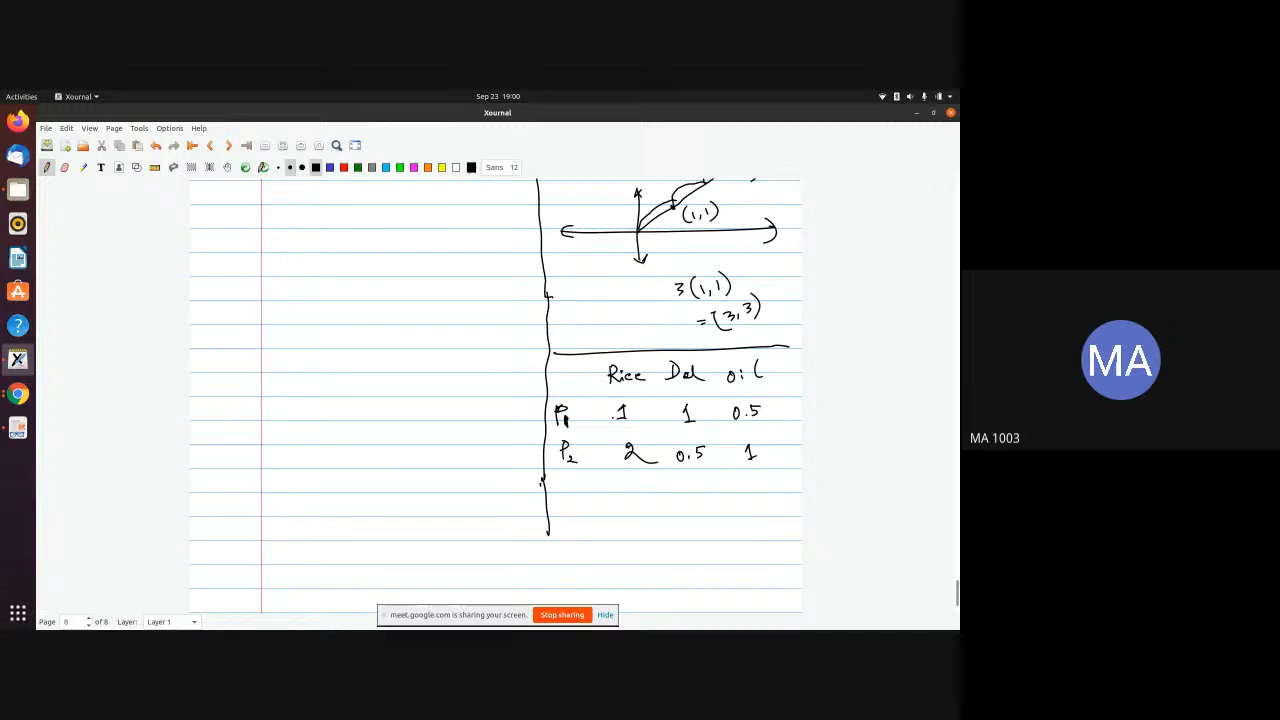 Activities Xournal Sep 23 19:00
Xournal
File Edit View Page Tools Options Help
Sans 12
(1,1)
3(1,1)
=(3,3)
Rice Dal oil
P1 1 1 0.5
P2 2 0.5 1
MA
MA 1003
meet.google.com is sharing your screen. Stop sharing Hide
Page 8 of 8 Layer: Layer 1